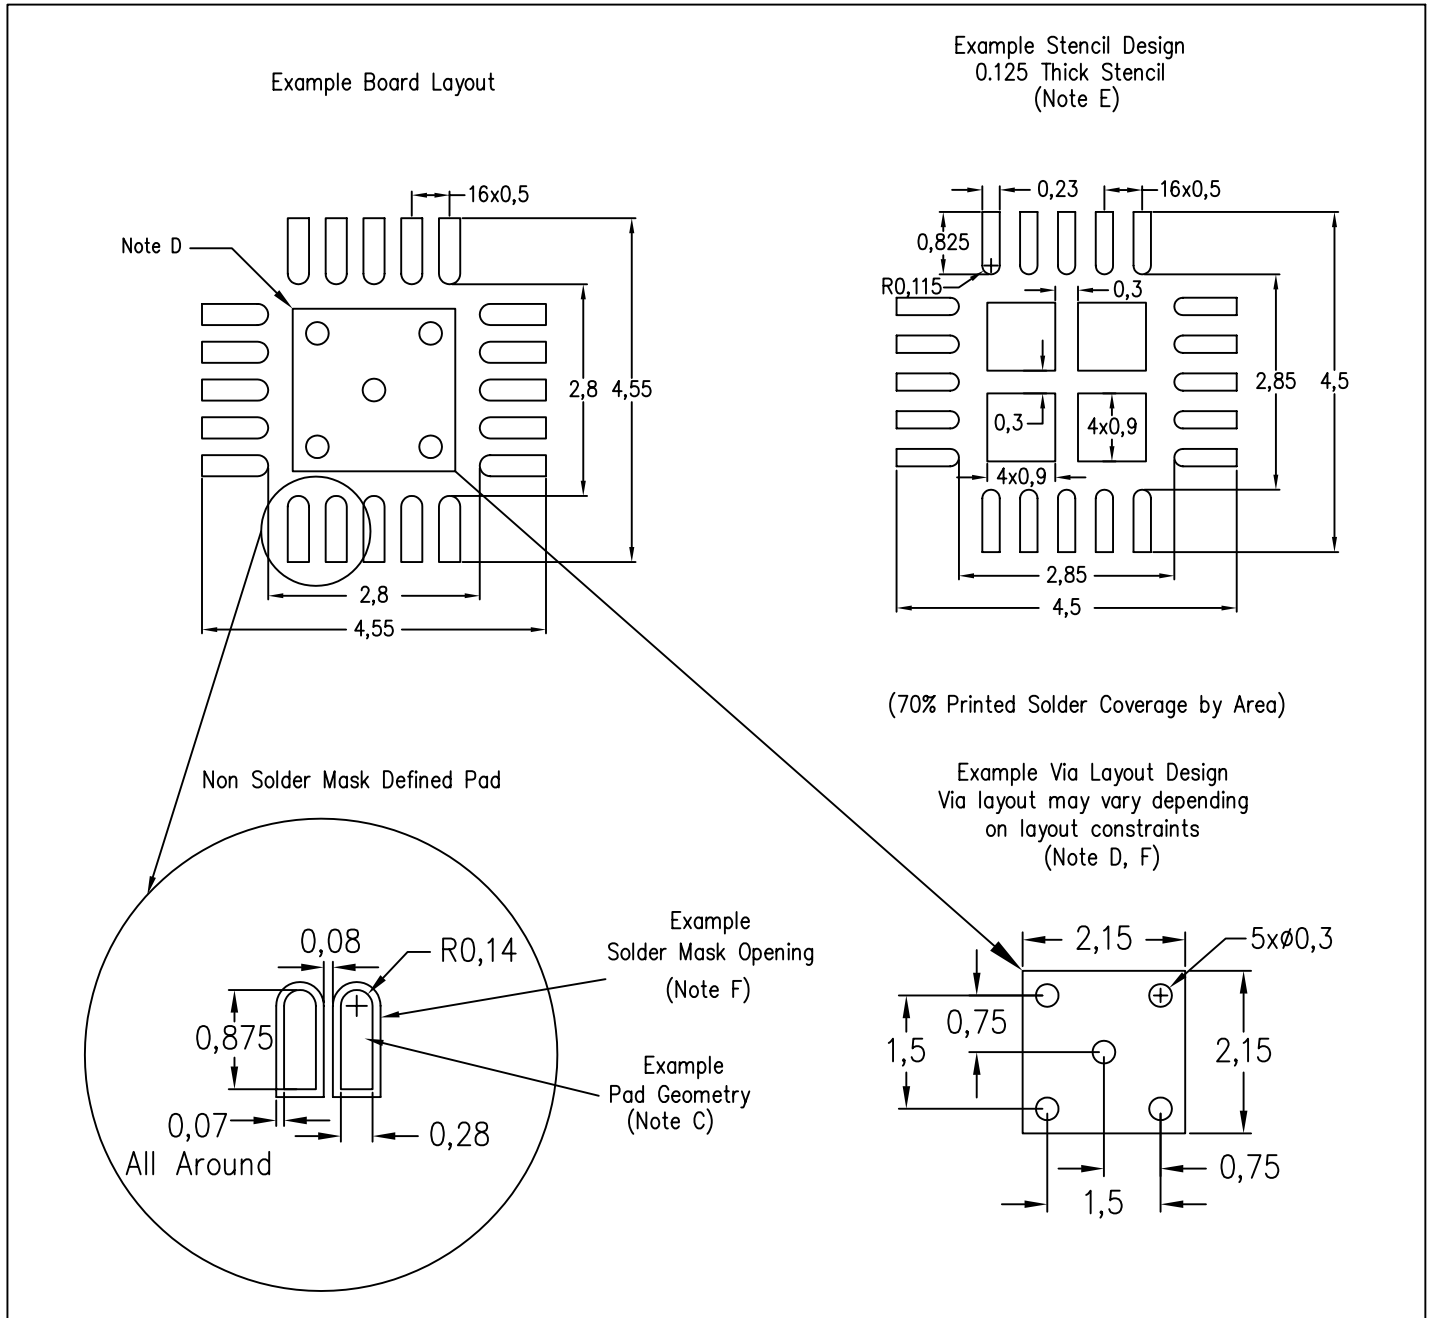 Example Board Layout
16x0,5
Note D
2,8
4,55
2,8
4,55
Example Stencil Design
0.125 Thick Stencil
(Note E)
0,23
16x0,5
0,825
R0,115
0,3
0,3
4x0,9
4x0,9
2,85
4,5
2,85
4,5
(70% Printed Solder Coverage by Area)
Non Solder Mask Defined Pad
0,08
R0,14
0,875
0,07
All Around
0,28
Example
Solder Mask Opening
(Note F)
Example
Pad Geometry
(Note C)
Example Via Layout Design
Via layout may vary depending
on layout constraints
(Note D, F)
2,15
5xø0,3
0,75
1,5
2,15
0,75
1,5